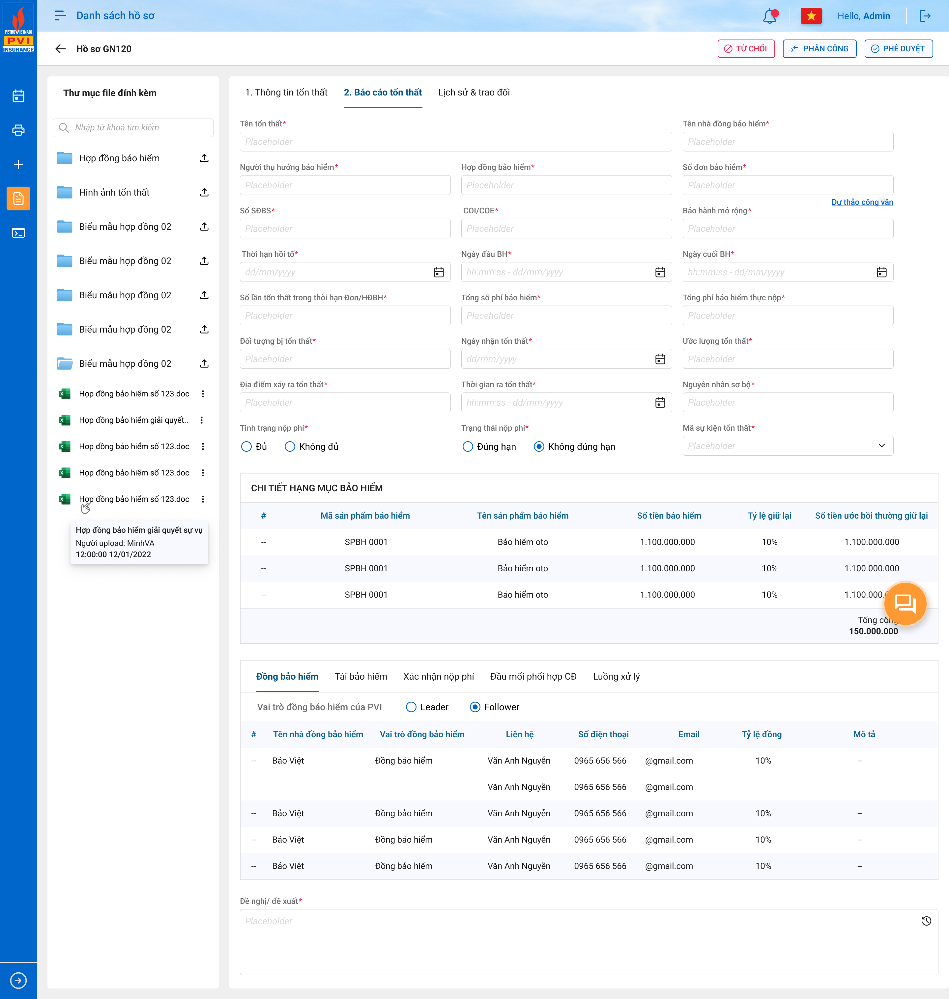 PETROVIETNAM
PVI
INSURANCE
Danh sách hồ sơ
Hello, Admin
Hồ sơ GN120
TỪ CHỐI
PHÂN CÔNG
PHÊ DUYỆT
Thư mục file đính kèm
Nhập từ khoá tìm kiếm
Hợp đồng bảo hiểm
Hình ảnh tổn thất
Biểu mẫu hợp đồng 02
Biểu mẫu hợp đồng 02
Biểu mẫu hợp đồng 02
Biểu mẫu hợp đồng 02
Biểu mẫu hợp đồng 02
Hợp đồng bảo hiểm số 123.doc
Hợp đồng bảo hiểm giải quyết..
Hợp đồng bảo hiểm số 123.doc
Hợp đồng bảo hiểm số 123.doc
Hợp đồng bảo hiểm số 123.doc
Hợp đồng bảo hiểm giải quyết sự vụ
Người upload: MinhVA
12:00:00 12/01/2022
1. Thông tin tổn thất 2. Báo cáo tổn thất Lịch sử & trao đổi
Tên tổn thất* Tên nhà đồng bảo hiểm*
Placeholder Placeholder
Người thụ hưởng bảo hiểm* Hợp đồng bảo hiểm* Số đơn bảo hiểm*
Placeholder Placeholder Placeholder
Dự thảo công văn
Số SĐBS* COI/COE* Bảo hành mở rộng*
Placeholder Placeholder Placeholder
Thời hạn hồi tố* Ngày đầu BH* Ngày cuối BH*
dd/mm/yyyy hh:mm:ss - dd/mm/yyyy hh:mm:ss - dd/mm/yyyy
Số lần tổn thất trong thời hạn Đơn/HĐBH* Tổng số phí bảo hiểm* Tổng phí bảo hiểm thực nộp*
Placeholder Placeholder Placeholder
Đối tượng bị tổn thất* Ngày nhận tổn thất* Ước lượng tổn thất*
Placeholder dd/mm/yyyy Placeholder
Địa điểm xảy ra tổn thất* Thời gian ra tổn thất* Nguyên nhân sơ bộ*
Placeholder hh:mm:ss - dd/mm/yyyy Placeholder
Tình trạng nộp phí* Trạng thái nộp phí* Mã sự kiện tổn thất*
Đủ Không đủ Đúng hạn Không đúng hạn Placeholder
CHI TIẾT HẠNG MỤC BẢO HIỂM
# Mã sản phẩm bảo hiểm Tên sản phẩm bảo hiểm Số tiền bảo hiểm Tỷ lệ giữ lại Số tiền ước bồi thường giữ lại
-- SPBH 0001 Bảo hiểm oto 1.100.000.000 10% 1.100.000.000
-- SPBH 0001 Bảo hiểm oto 1.100.000.000 10% 1.100.000.000
-- SPBH 0001 Bảo hiểm oto 1.100.000.000 10% 1.100.000.
Tổng cộng
150.000.000
Đồng bảo hiểm Tái bảo hiểm Xác nhận nộp phí Đầu mối phối hợp CĐ Luồng xử lý
Vai trò đồng bảo hiểm của PVI Leader Follower
# Tên nhà đồng bảo hiểm Vai trò đồng bảo hiểm Liên hệ Số điện thoại Email Tỷ lệ đồng Mô tả
-- Bảo Việt Đồng bảo hiểm Văn Anh Nguyễn 0965 656 566 @gmail.com 10% --
Văn Anh Nguyễn 0965 656 566 @gmail.com
-- Bảo Việt Đồng bảo hiểm Văn Anh Nguyễn 0965 656 566 @gmail.com 10% --
-- Bảo Việt Đồng bảo hiểm Văn Anh Nguyễn 0965 656 566 @gmail.com 10% --
-- Bảo Việt Đồng bảo hiểm Văn Anh Nguyễn 0965 656 566 @gmail.com 10% --
Đề nghị/ đề xuất*
Placeholder